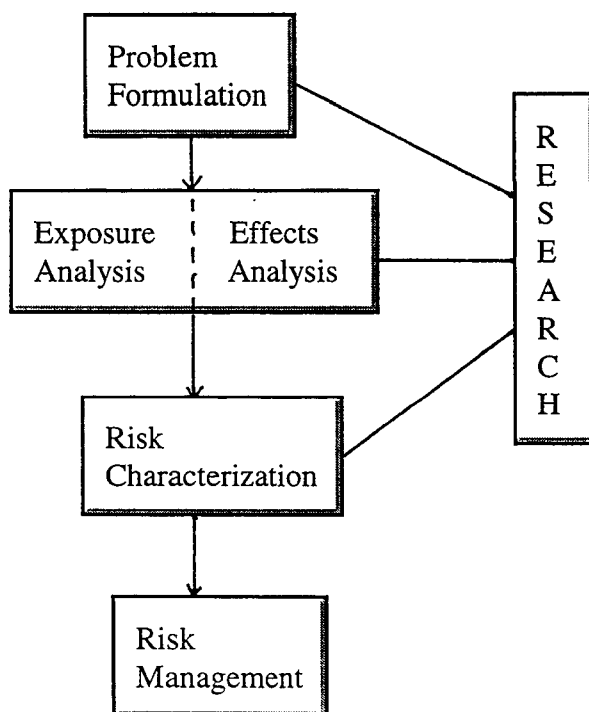 Problem
Formulation
Exposure
Analysis
Effects
Analysis
Risk
Characterization
Risk
Management
R
E
S
E
A
R
C
H